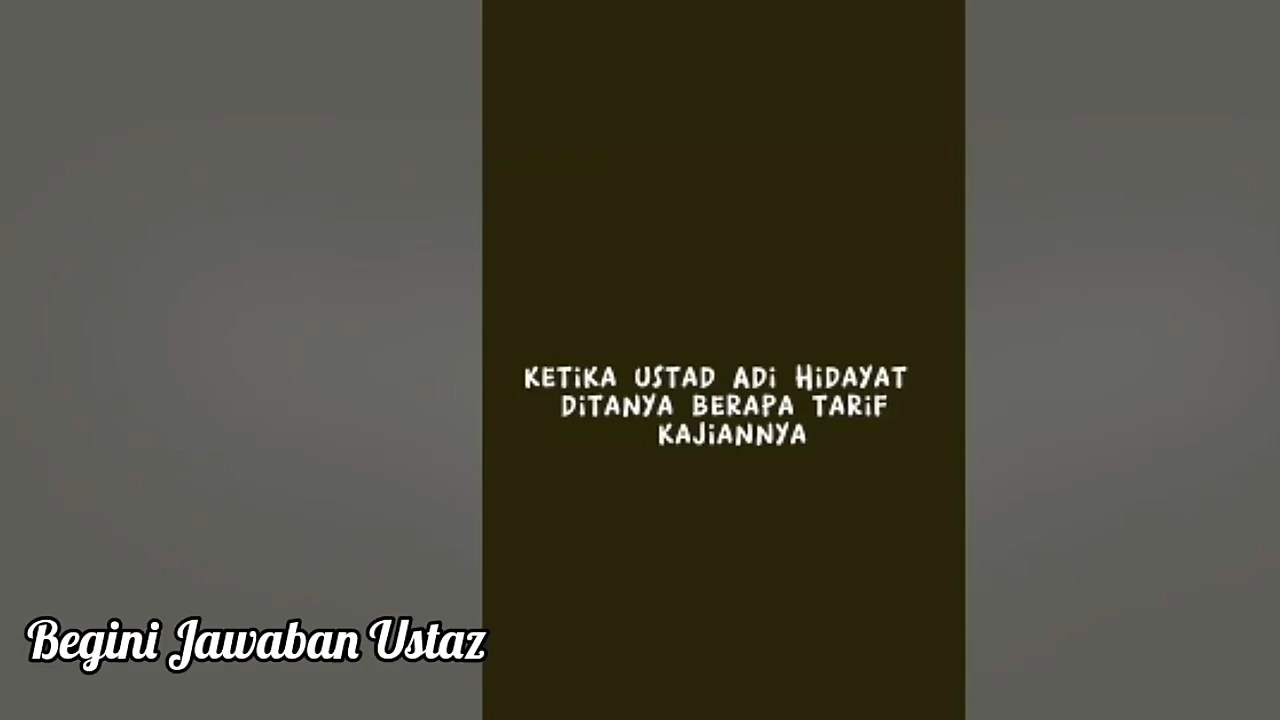 KETiKA USTAD ADi HiDAYAT
DiTANYA BERAPA TARiF
KAJiANNYA
Begini Jawaban Ustaz